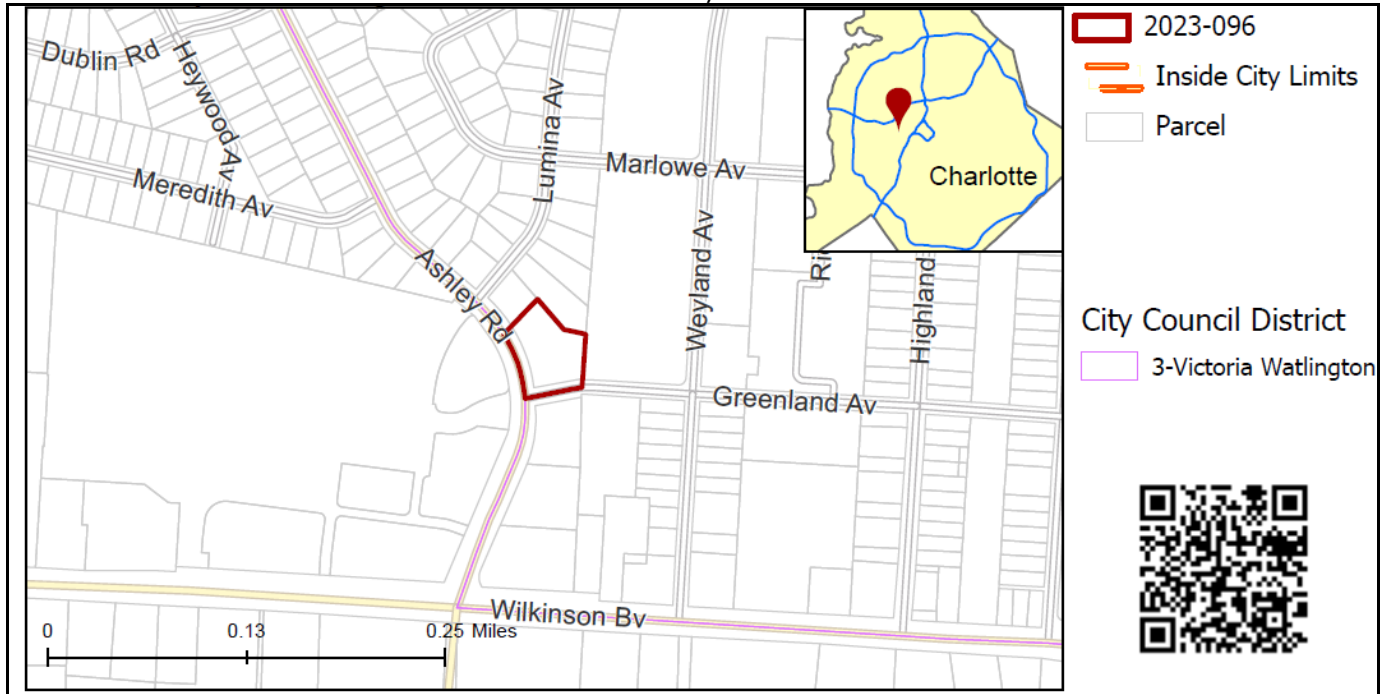 Dublin Rd
Heywood Av
Meredith Av
Lumina Av
Marlowe Av
Ashley Rd
Weyland Av
Highland
Greenland Av
Wilkinson Bv
0 0.13 0.25 Miles
Charlotte
2023-096
Inside City Limits
Parcel
City Council District
3-Victoria Watlington